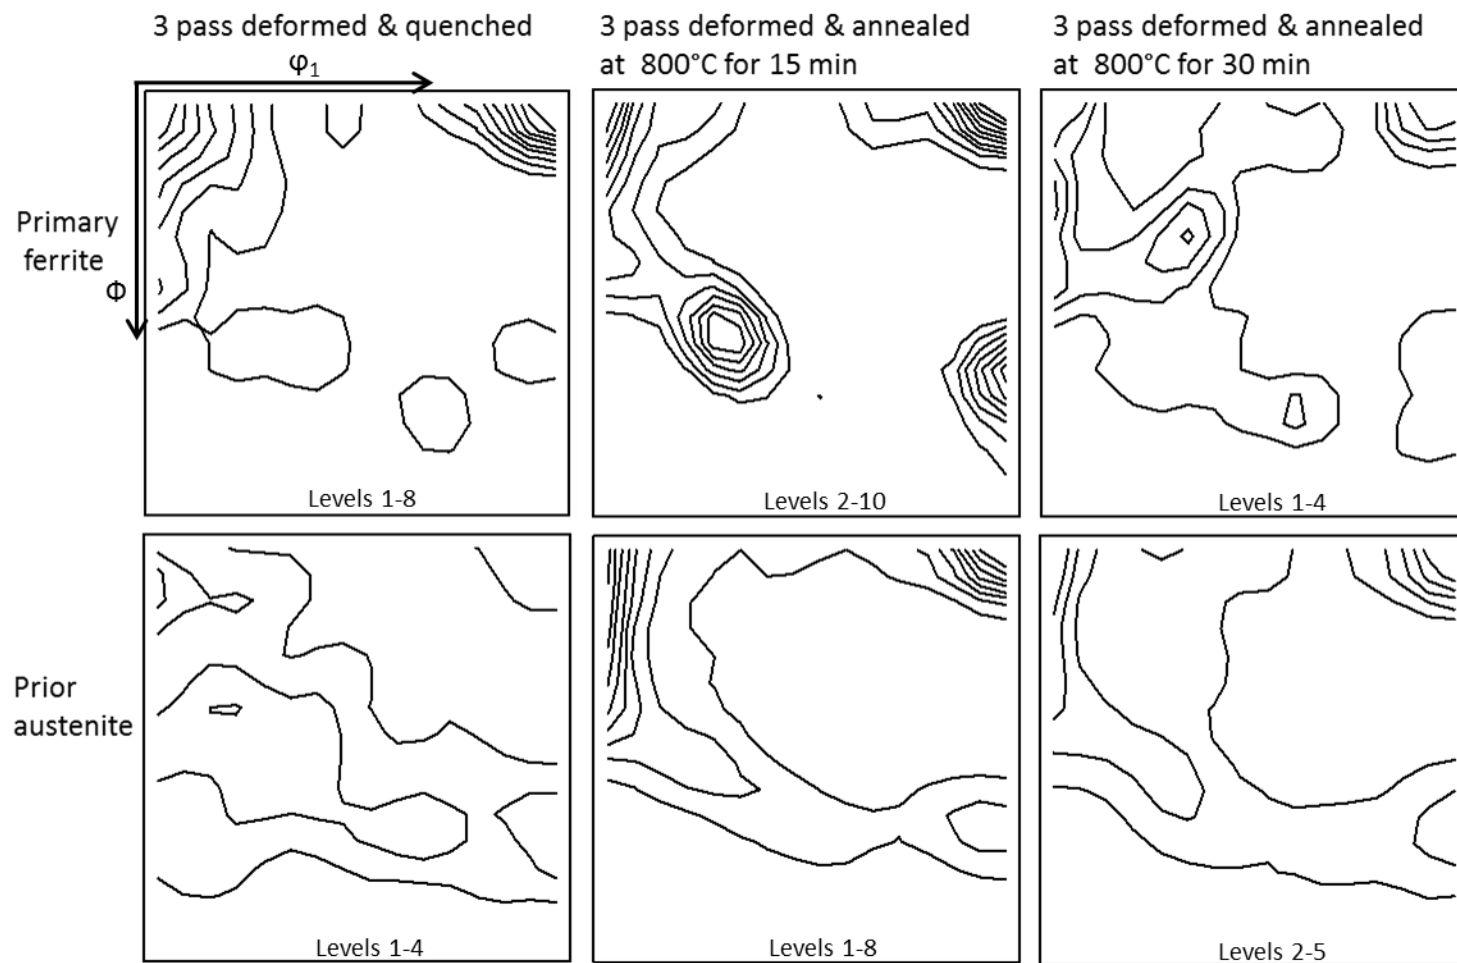 3 pass deformed & quenched
3 pass deformed & annealed
at 800°C for 15 min
3 pass deformed & annealed
at 800°C for 30 min
φ1
Φ
Primary
ferrite
Levels 1-8
Levels 2-10
Levels 1-4
Prior
austenite
Levels 1-4
Levels 1-8
Levels 2-5